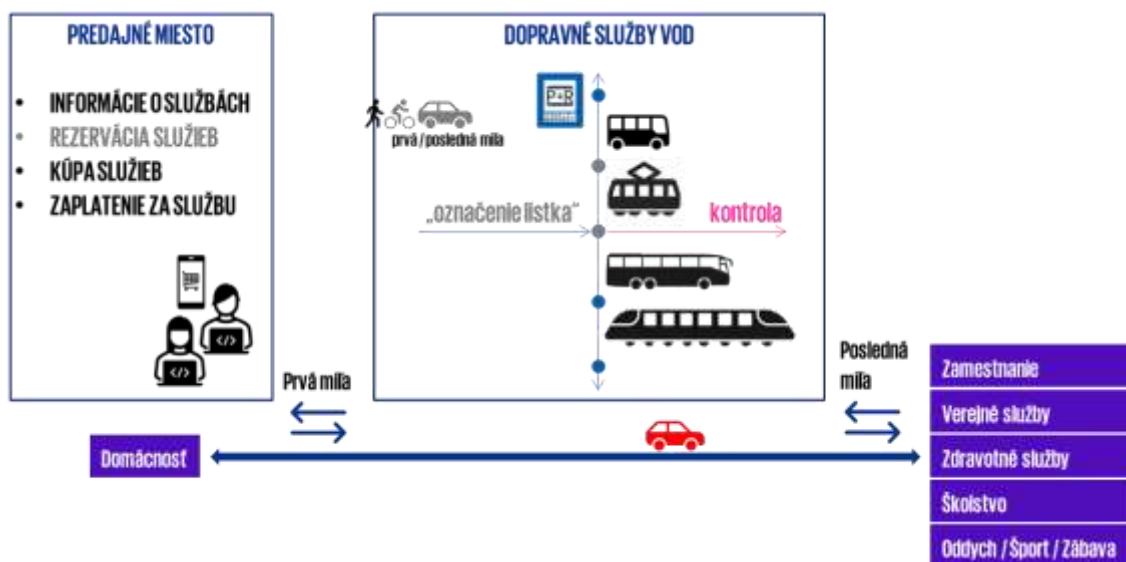 PREDAJNÉ MIESTO
• INFORMÁCIE O SLUŽBÁCH
• REZERVÁCIA SLUŽIEB
• KÚPA SLUŽIEB
• ZAPLATENIE ZA SLUŽBU
</>
</>
DOPRAVNÉ SLUŽBY VOD
P+R
prvá / posledná míľa
„označenie lístka“
kontrola
Prvá míľa
Posledná
míľa
Domácnosť
Zamestnanie
Verejné služby
Zdravotné služby
Školstvo
Oddych / Šport / Zábava